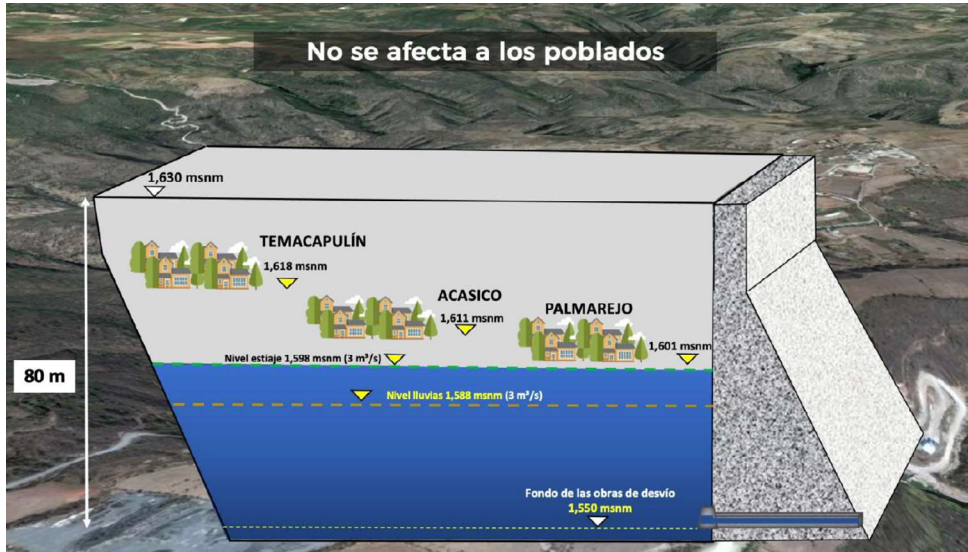 No se afecta a los poblados
1,630 msnm
TEMACAPULÍN
1,618 msnm
ACASICO
1,611 msnm
PALMAREJO
1,601 msnm
Nivel estiaje 1,598 msnm (3 m³/s)
80 m
Nivel lluvias 1,588 msnm (3 m³/s)
Fondo de las obras de desvío
1,550 msnm